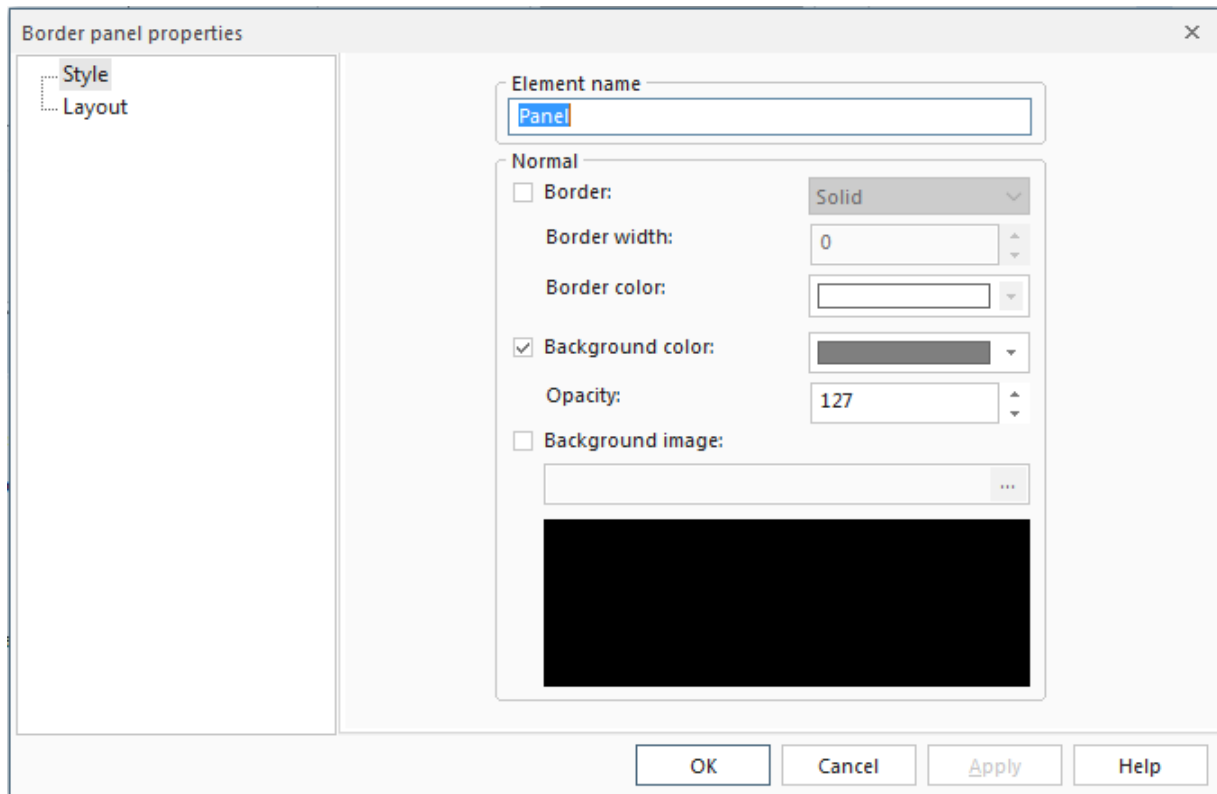 Border panel properties
Style
Layout
Element name
Panel
Normal
Border:
Solid
Border width:
0
Border color:
Background color:
Opacity:
127
Background image:
...
OK
Cancel
Apply
Help